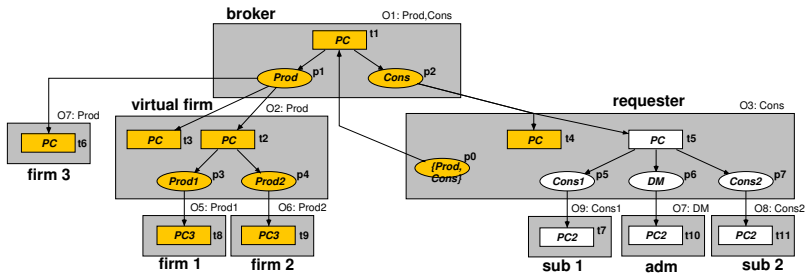 broker
O1: Prod,Cons
PC t1
Prod p1
Cons p2
virtual firm
O2: Prod
requester
O3: Cons
O7: Prod
PC t6
firm 3
PC t3
PC t2
PC t4
PC t5
{Prod, Cons} p0
Prod1 p3
Prod2 p4
Cons1 p5
DM p6
Cons2 p7
O5: Prod1
O6: Prod2
O9: Cons1
O7: DM
O8: Cons2
PC3 t8
PC3 t9
PC2 t7
PC2 t10
PC2 t11
firm 1
firm 2
sub 1
adm
sub 2